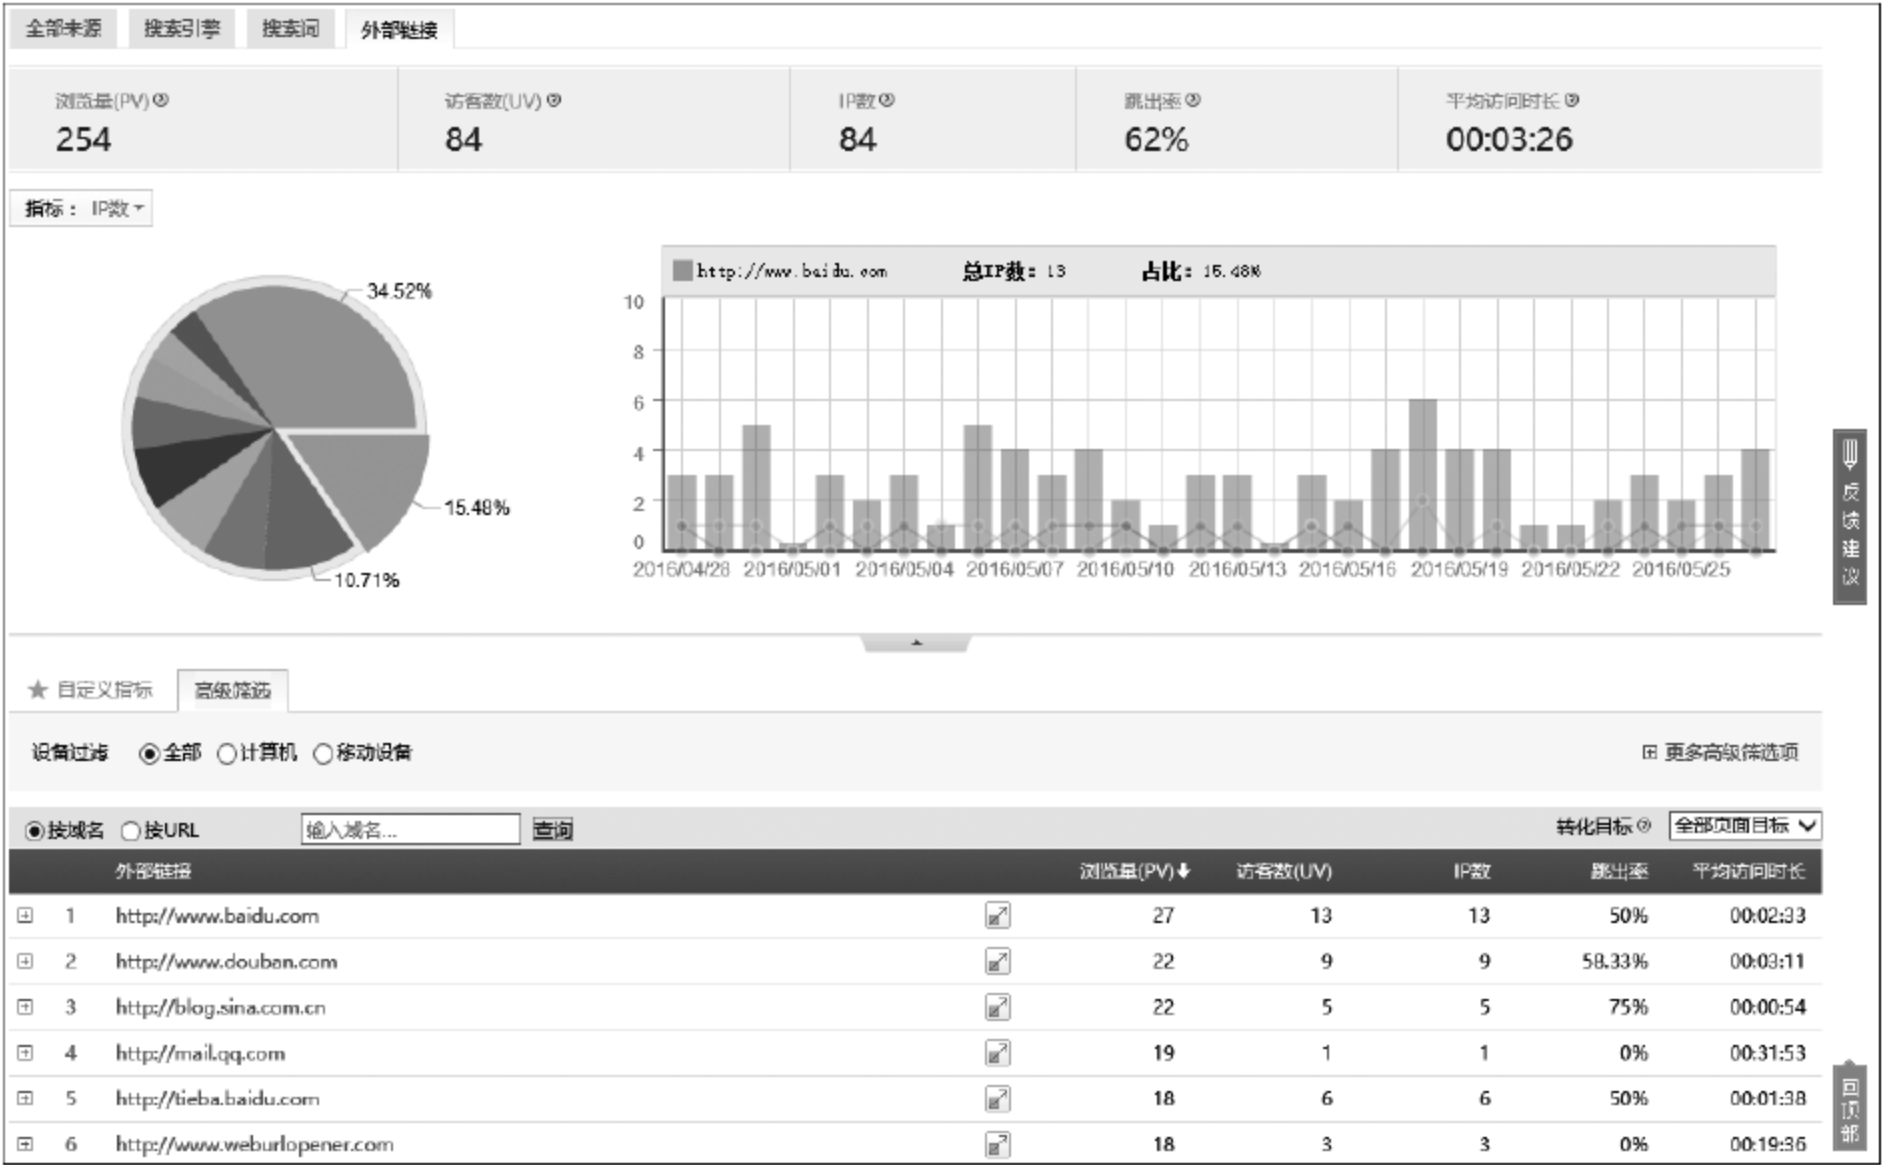 全部来源 搜索引擎 搜索词 外部链接
浏览量(PV) 访客数(UV) IP数 跳出率 平均访问时长
254 84 84 62% 00:03:26
指标： IP数
http://www.baidu.com 总IP数: 13 占比: 15.48%
34.52%
15.48%
10.71%
10
8
6
4
2
0
2016/04/28 2016/05/01 2016/05/04 2016/05/07 2016/05/10 2016/05/13 2016/05/16 2016/05/19 2016/05/22 2016/05/25
反馈建议
自定义指标 高级筛选
设备过滤 全部 计算机 移动设备 更多高级筛选项
按域名 按URL 输入域名... 查询 转化目标 全部页面目标
外部链接 浏览量(PV) 访客数(UV) IP数 跳出率 平均访问时长
1 http://www.baidu.com 27 13 13 50% 00:02:33
2 http://www.douban.com 22 9 9 58.33% 00:03:11
3 http://blog.sina.com.cn 22 5 5 75% 00:00:54
4 http://mail.qq.com 19 1 1 0% 00:31:53
5 http://tieba.baidu.com 18 6 6 50% 00:01:38
6 http://www.weburlopener.com 18 3 3 0% 00:19:36
回顶部